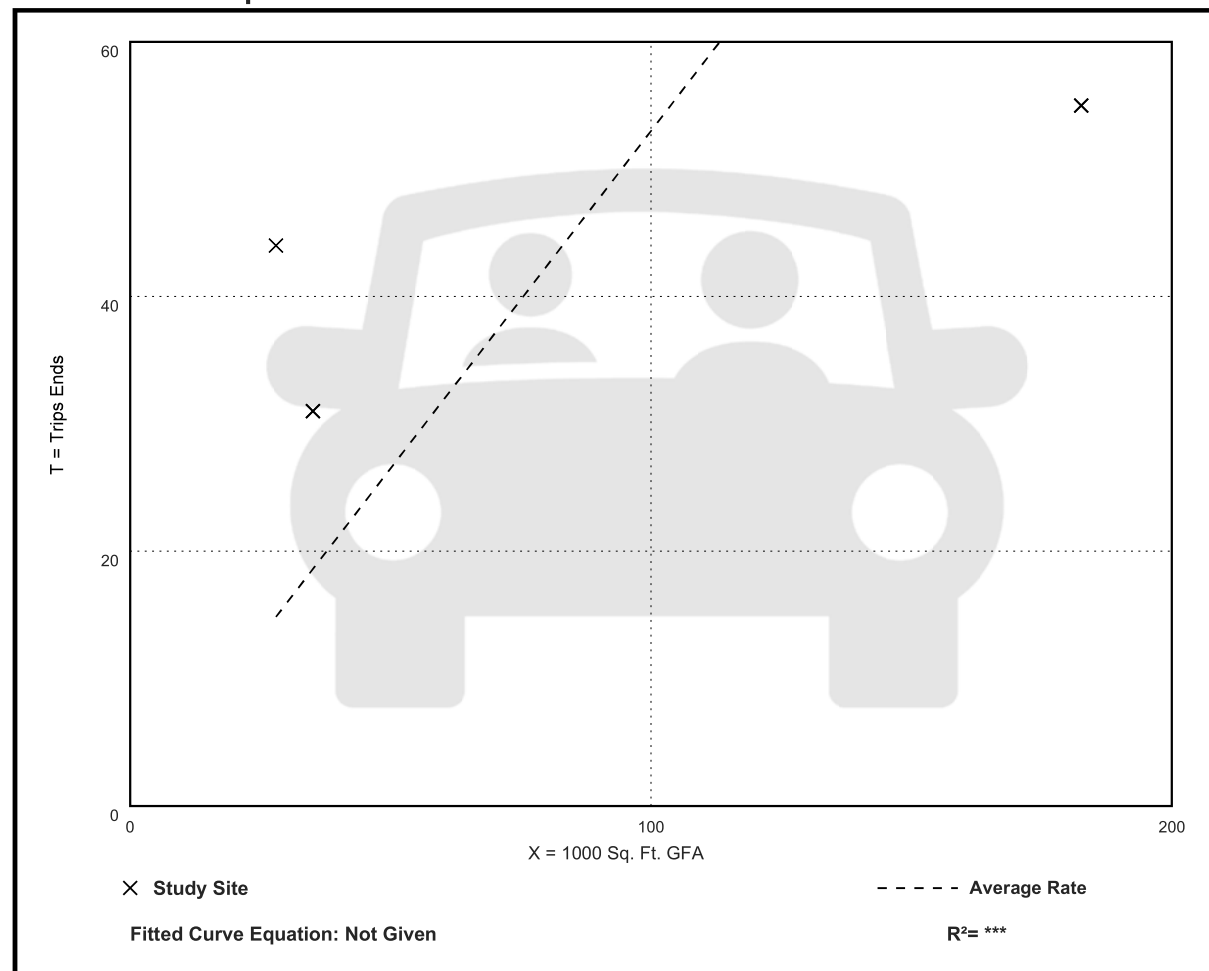 60
40
20
0
T = Trips Ends
0 100 200
X = 1000 Sq. Ft. GFA
Study Site
Average Rate
Fitted Curve Equation: Not Given
R²= ***